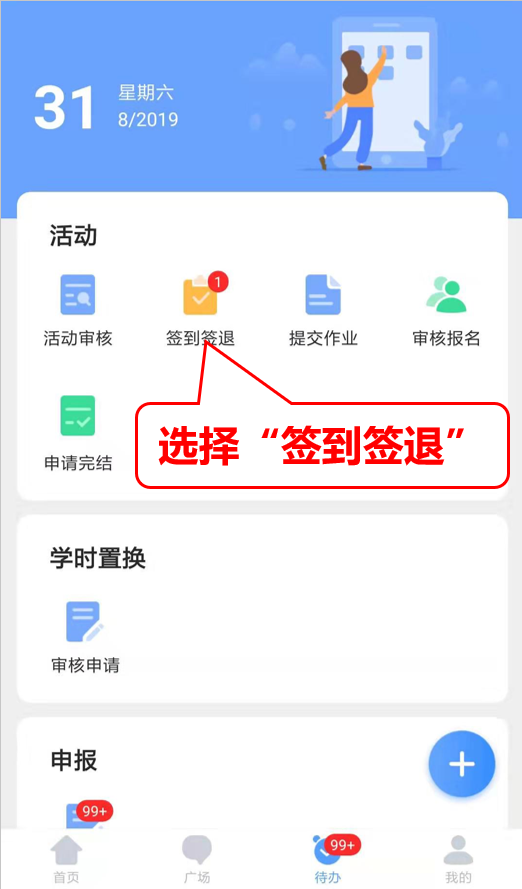 31
星期六
8/2019
活动
1
活动审核
签到签退
提交作业
审核报名
申请完结
选择“签到签退”
学时置换
审核申请
申报
99+
99+
首页
广场
待办
我的